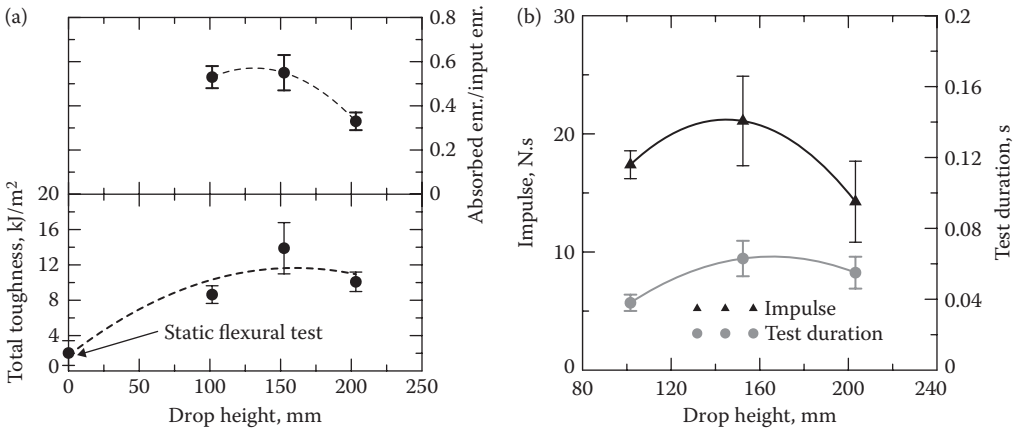 (a)
0.8
0.6
0.4
0.2
0
Absorbed enr./input enr.
20
16
12
8
4
0
Total toughness, kJ/m²
Static flexural test
0 50 100 150 200 250
Drop height, mm
(b)
30
20
10
0
Impulse, N.s
0.2
0.16
0.12
0.08
0.04
0
Test duration, s
Impulse
Test duration
80 120 160 200 240
Drop height, mm